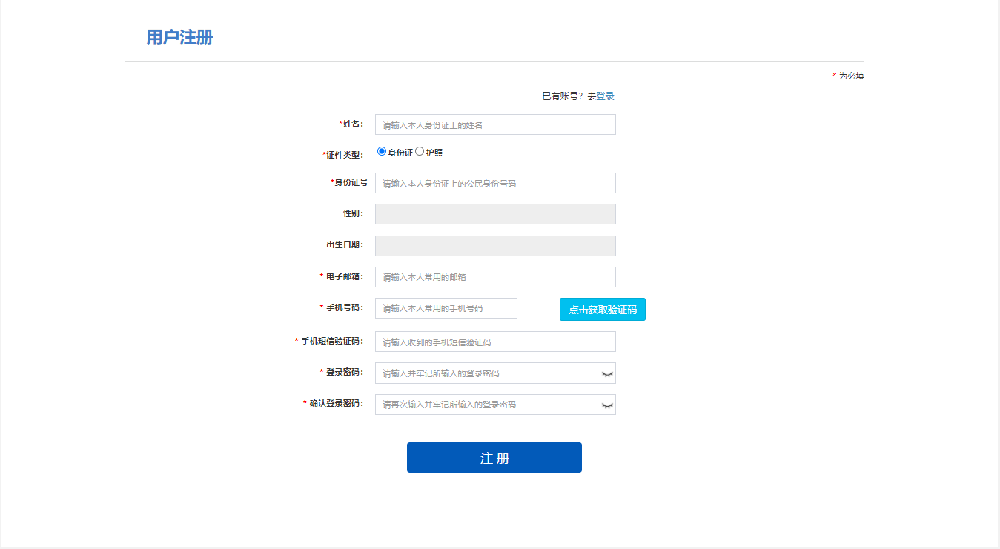 用户注册
* 为必填
已有账号？去登录
*姓名： 请输入本人身份证上的姓名
*证件类型： 身份证 护照
*身份证号 请输入本人身份证上的公民身份号码
性别：
出生日期：
* 电子邮箱： 请输入本人常用的邮箱
* 手机号码： 请输入本人常用的手机号码 点击获取验证码
* 手机短信验证码： 请输入收到的手机短信验证码
* 登录密码： 请输入并牢记所输入的登录密码
* 确认登录密码： 请再次输入并牢记所输入的登录密码
注 册